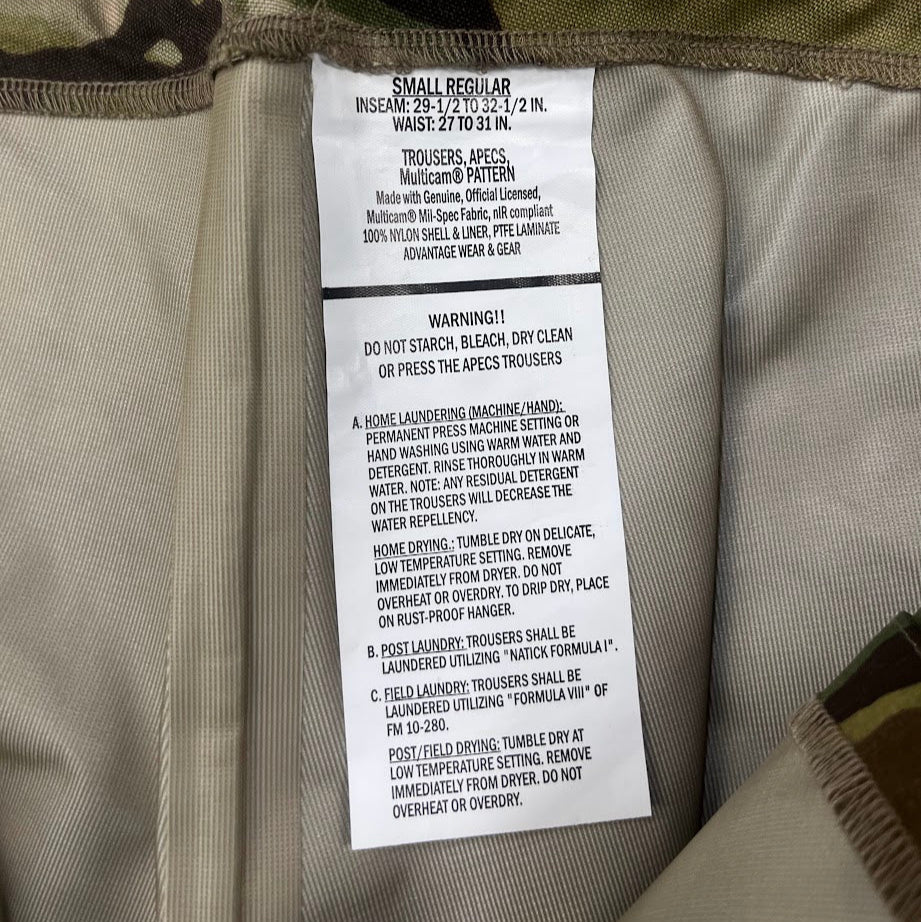 SMALL REGULAR
INSEAM: 29-1/2 TO 32-1/2 IN.
WAIST: 27 TO 31 IN.
TROUSERS, APECS,
Multicam® PATTERN
Made with Genuine, Official Licensed,
Multicam® Mil-Spec Fabric, nIR compliant
100% NYLON SHELL & LINER, PTFE LAMINATE
ADVANTAGE WEAR & GEAR
WARNING!!
DO NOT STARCH, BLEACH, DRY CLEAN
OR PRESS THE APECS TROUSERS
A. HOME LAUNDERING (MACHINE/HAND):
PERMANENT PRESS MACHINE SETTING OR
HAND WASHING USING WARM WATER AND
DETERGENT. RINSE THOROUGHLY IN WARM
WATER. NOTE: ANY RESIDUAL DETERGENT
ON THE TROUSERS WILL DECREASE THE
WATER REPELLENCY.
HOME DRYING.: TUMBLE DRY ON DELICATE,
LOW TEMPERATURE SETTING. REMOVE
IMMEDIATELY FROM DRYER. DO NOT
OVERHEAT OR OVERDRY. TO DRIP DRY, PLACE
ON RUST-PROOF HANGER.
B. POST LAUNDRY: TROUSERS SHALL BE
LAUNDERED UTILIZING "NATICK FORMULA I".
C. FIELD LAUNDRY: TROUSERS SHALL BE
LAUNDERED UTILIZING "FORMULA VIII" OF
FM 10-280.
POST/FIELD DRYING: TUMBLE DRY AT
LOW TEMPERATURE SETTING. REMOVE
IMMEDIATELY FROM DRYER. DO NOT
OVERHEAT OR OVERDRY.